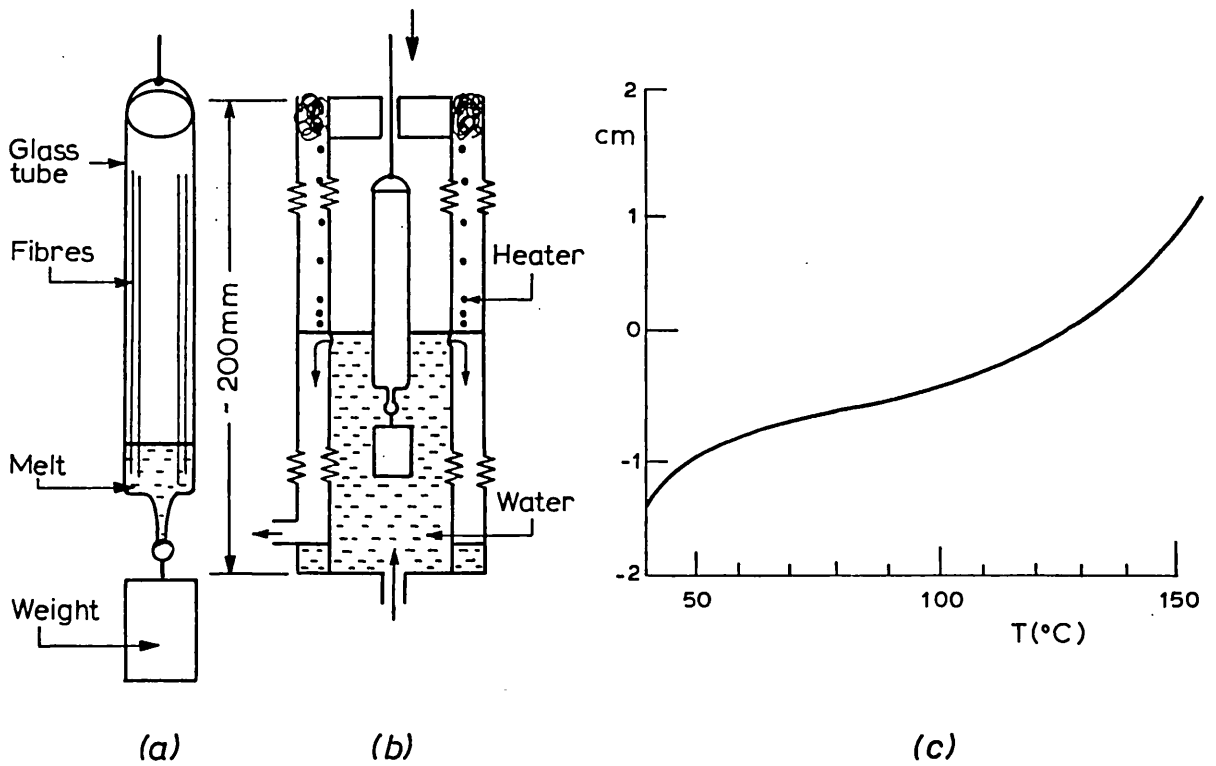 Glass
tube
Fibres
Melt
Weight
(a)
~200mm
Heater
Water
(b)
2
cm
1
0
-1
-2
50
100
150
T(°C)
(c)